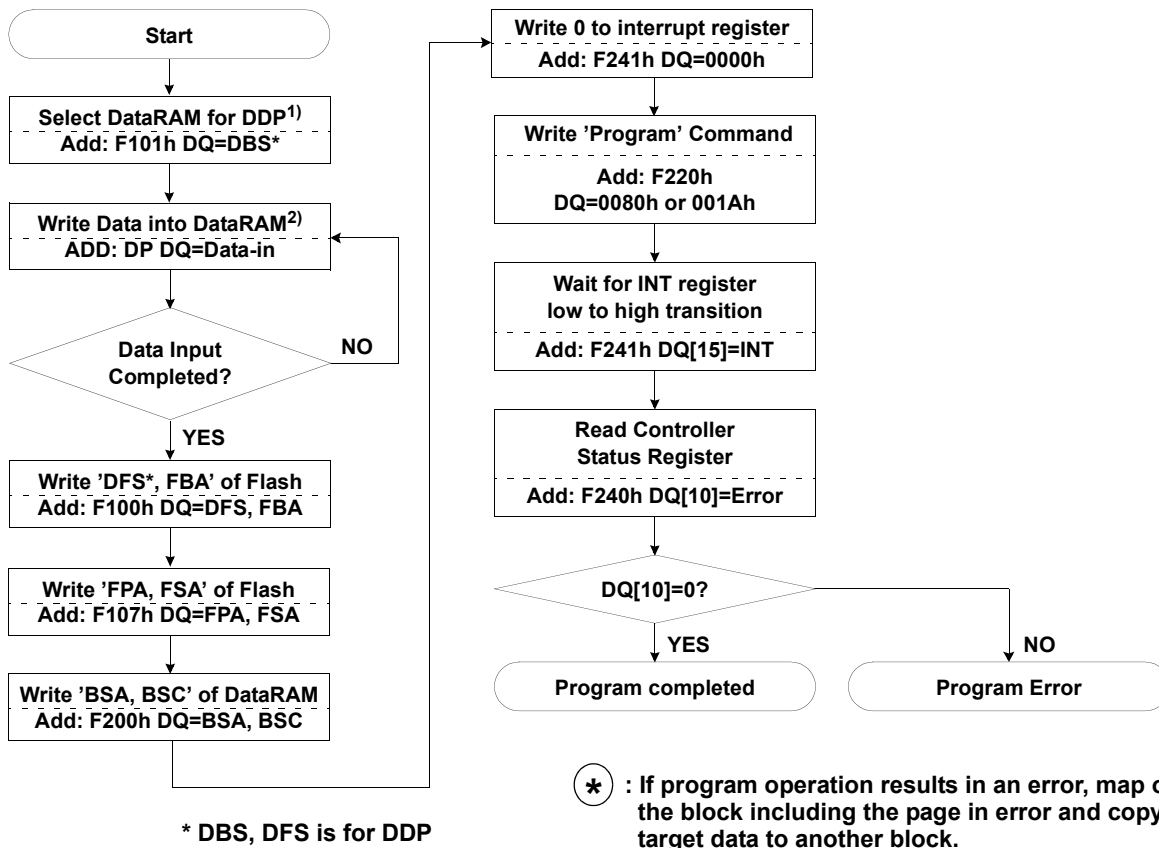 Start
Select DataRAM for DDP1)
Add: F101h DQ=DBS*
Write Data into DataRAM2)
ADD: DP DQ=Data-in
Data Input
Completed?
NO
YES
Write ’DFS*, FBA’ of Flash
Add: F100h DQ=DFS, FBA
Write ’FPA, FSA’ of Flash
Add: F107h DQ=FPA, FSA
Write ’BSA, BSC’ of DataRAM
Add: F200h DQ=BSA, BSC
* DBS, DFS is for DDP
Write 0 to interrupt register
Add: F241h DQ=0000h
Write ’Program’ Command
Add: F220h
DQ=0080h or 001Ah
Wait for INT register
low to high transition
Add: F241h DQ[15]=INT
Read Controller
Status Register
Add: F240h DQ[10]=Error
DQ[10]=0?
YES
NO
Program completed
Program Error
* : If program operation results in an error, map
the block including the page in error and copy
target data to another block.